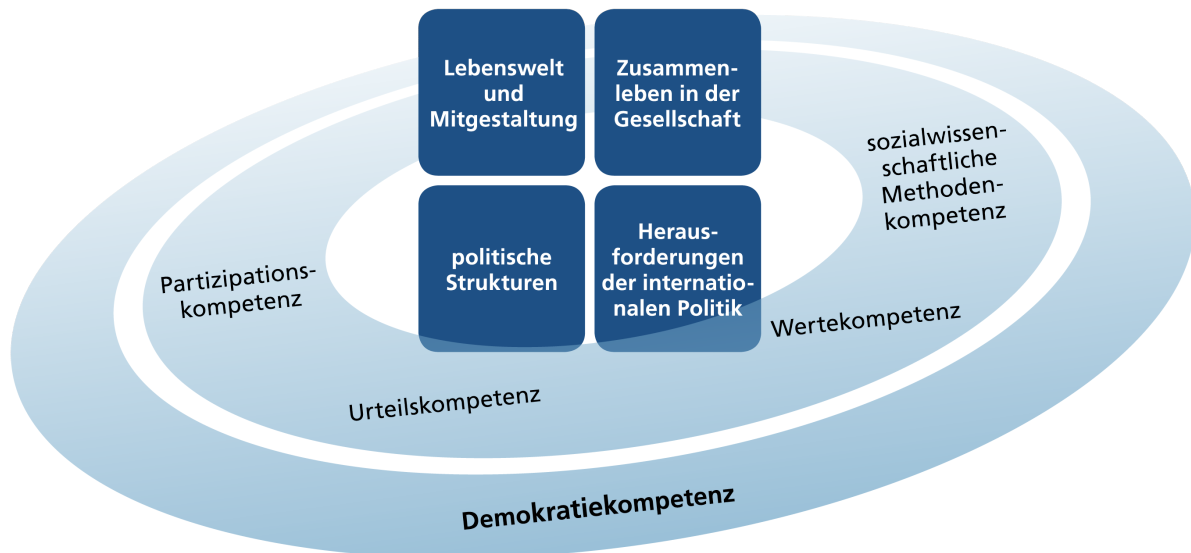 Lebenswelt
und
Mitgestaltung
Zusammen-
leben in der
Gesellschaft
politische
Strukturen
Heraus-
forderungen
der internatio-
nalen Politik
sozialwissen-
schaftliche
Methoden-
kompetenz
Partizipations-
kompetenz
Wertekompetenz
Urteilskompetenz
Demokratiekompetenz